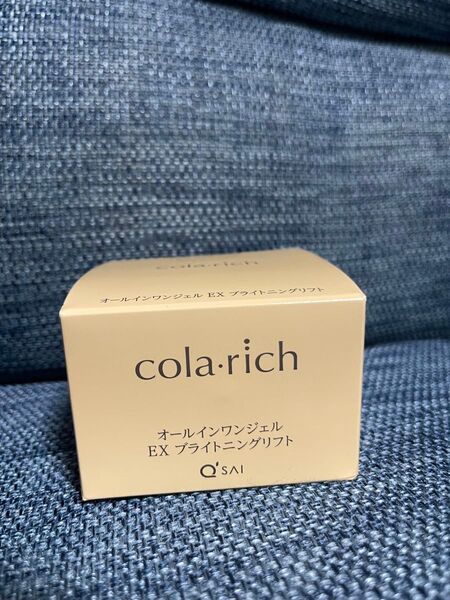 cola·rich
オールインワンジェル EX ブライトニングリフト
cola·rich
オールインワンジェル
EX ブライトニングリフト
Q'SAI